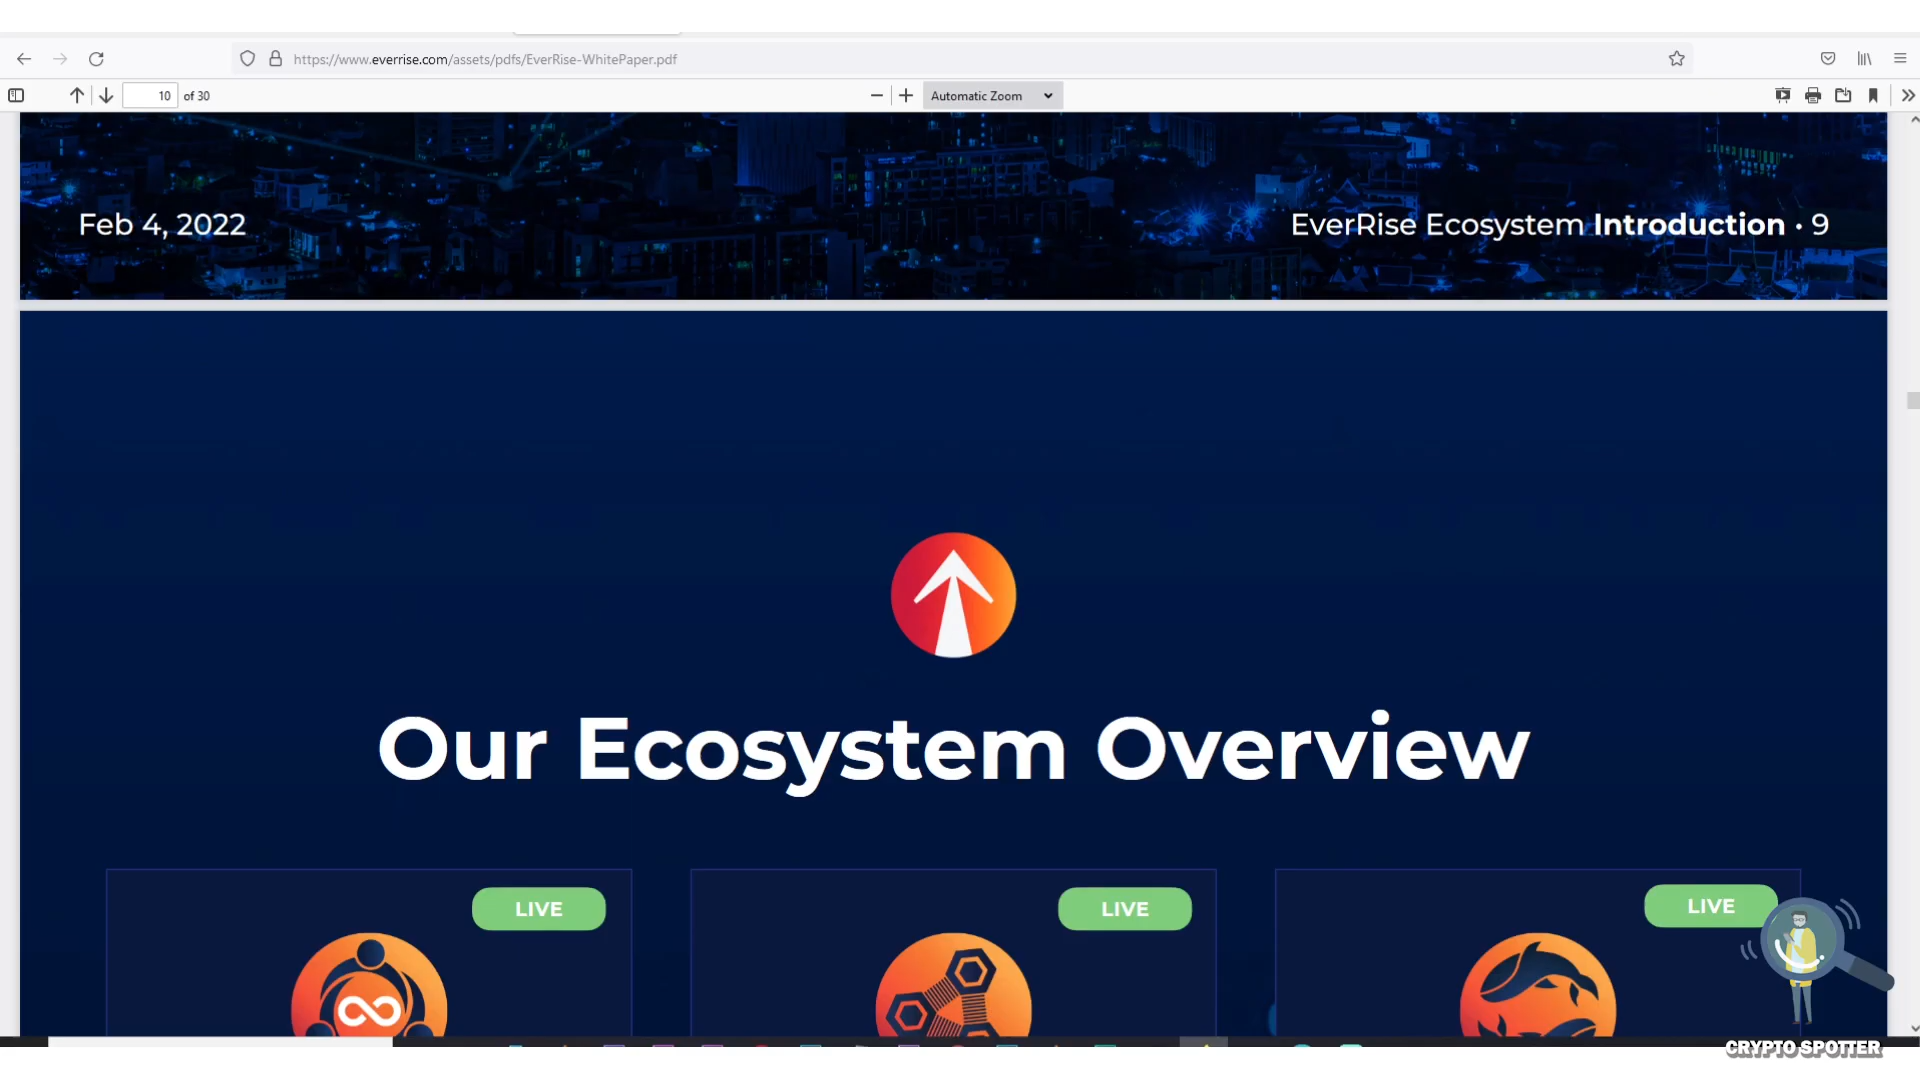 https://www.everrise.com/assets/pdfs/EverRise-WhitePaper.pdf
10 of 30
Automatic Zoom
Feb 4, 2022
EverRise Ecosystem Introduction • 9
Our Ecosystem Overview
LIVE
LIVE
LIVE
CRYPTO SPOTTER